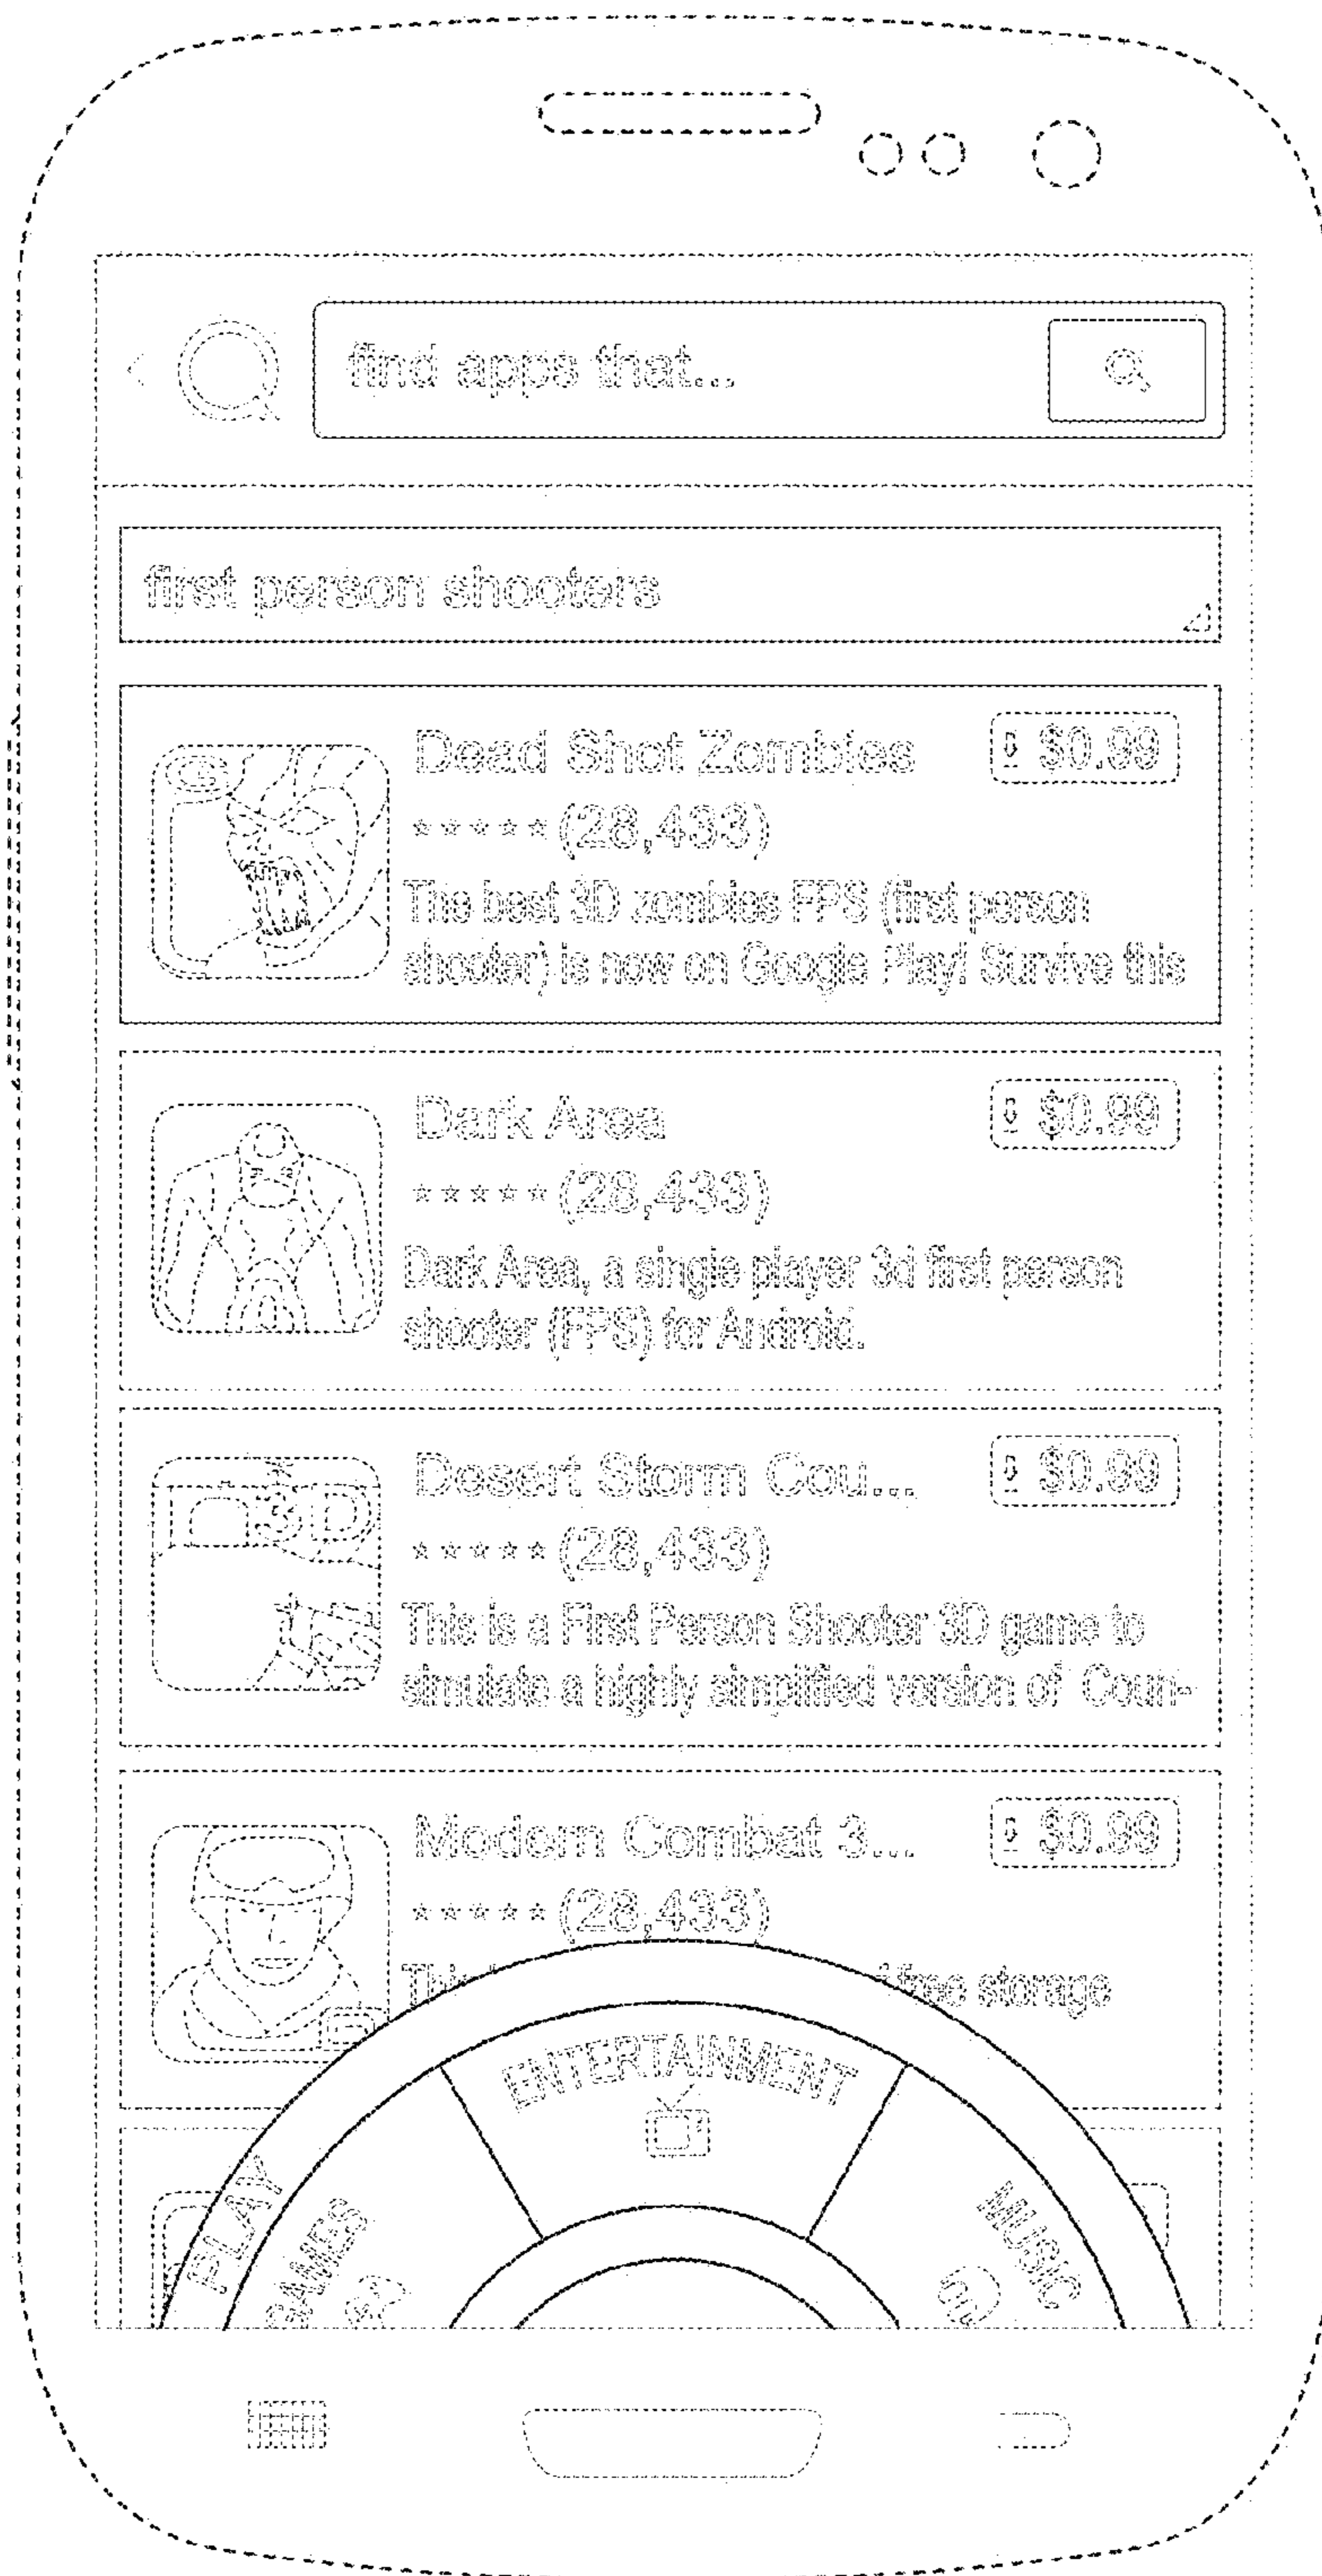 find apps that...
first person shooters
Dead Shot Zombies
$0.99
(28,433)
The best 3D zombies FPS (first person
shooter) is now on Google Play! Survive this
Dark Area
$0.99
(28,433)
Dark Area, a single player 3d first person
shooter (FPS) for Android.
3D
Desert Storm Cou...
$0.99
(28,433)
This is a First Person Shooter 3D game to
simulate a highly simplified version of Coun-
Modern Combat 3...
$0.99
(28,433)
This free storage
PLAY
GAMES
ENTERTAINMENT
MUSIC